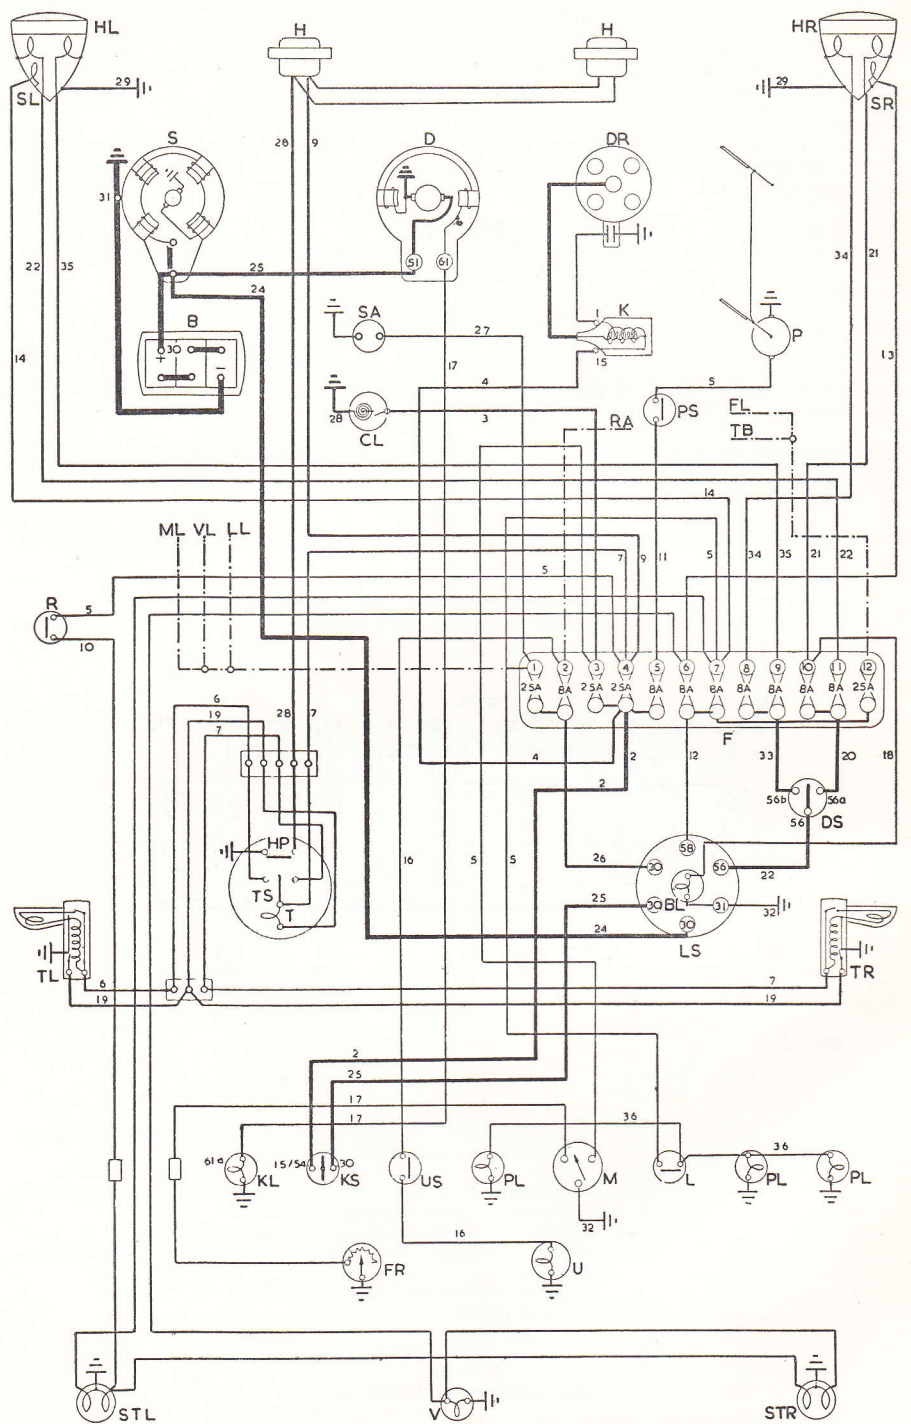 HL H H HR
29 29
SL SR
S 28 9 D DR
31
22 35 25 51 61 34 21
24
B SA 27 K 1 P
+ 30 −
14 17 4 15 13
5
28 CL 3 PS FL
RA TB
14
ML VL LL
7 9 11 5 34 35 21 22
5
R 5
10
1 2 3 4 5 6 7 8 9 10 11 12
25A 8A 25A 25A 8A 8A 8A 8A 8A 8A 8A 25A
6
19 28 7
7 F
4 2 12 33 20 18
2
56b 56a
56 DS
HP 58
16 5 5 26 30 56 22
TS
T 25 30 BL 31 32
30
24 LS
TL TR
6 7
19 19
2
25
17
17 36
36
61a 15/54 30
KL KS US PL M L PL PL
32
16
FR U
STL V STR